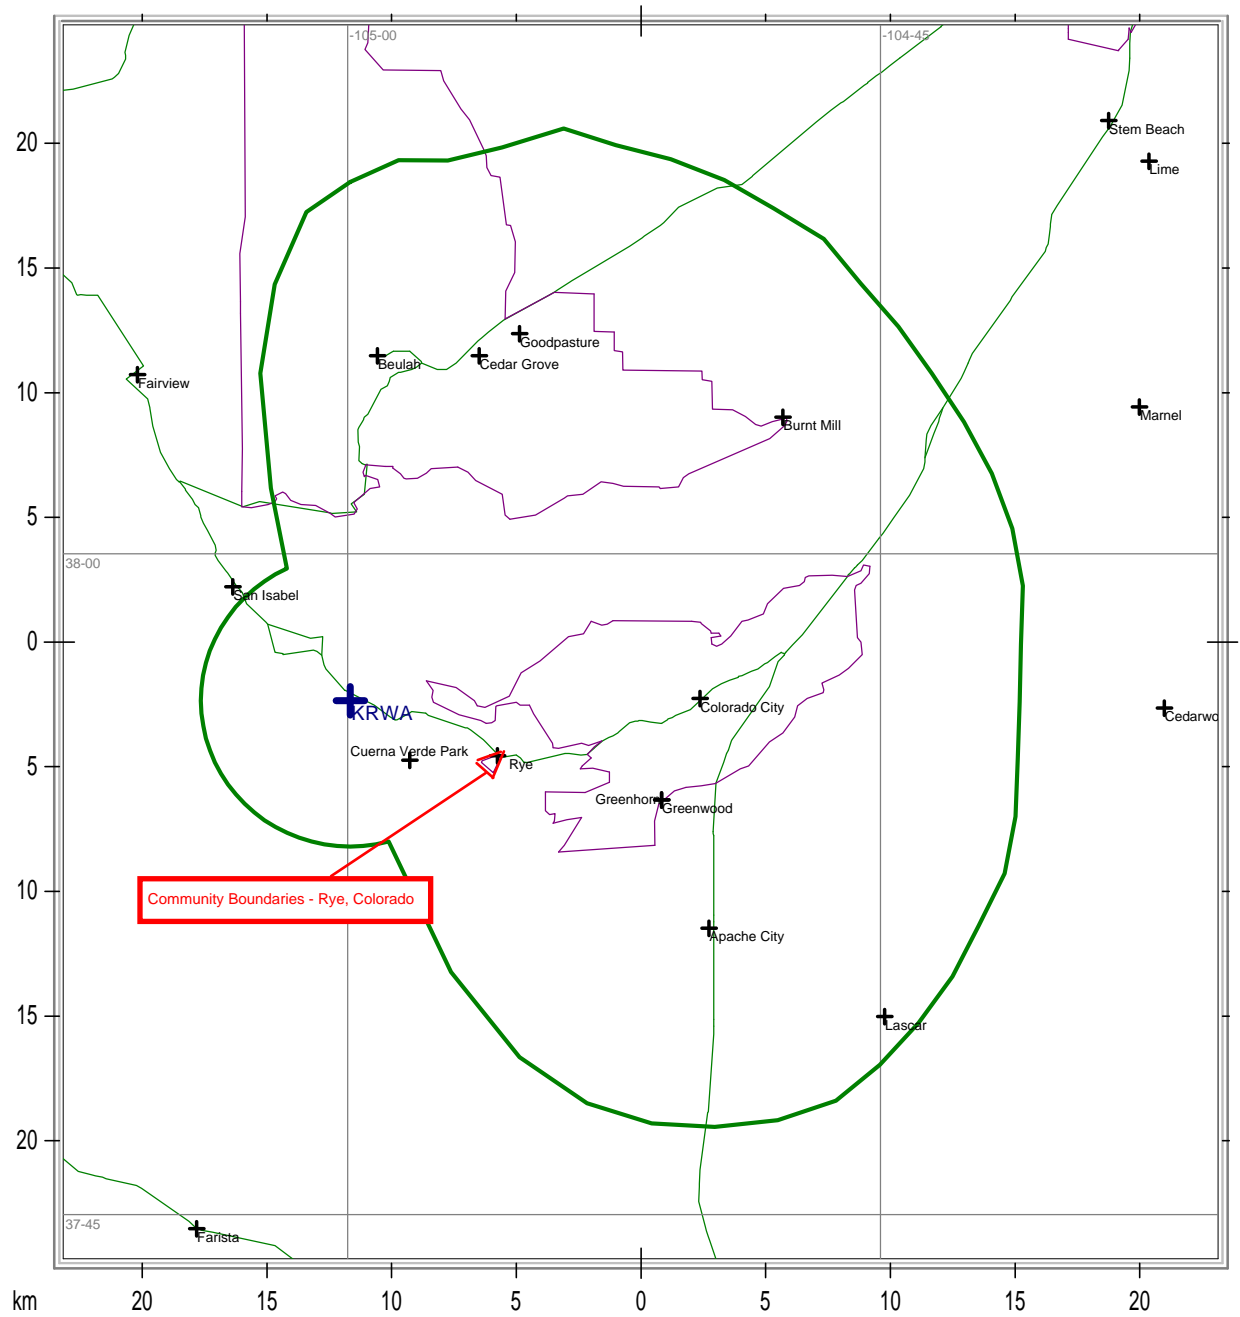 -105-00
-104-45
20
Stem Beach
Lime
15
Goodpasture
Beulah
Cedar Grove
Fairview
10
Marnel
Burnt Mill
5
38-00
San Isabel
0
Colorado City
Cedarwo
KRWA
Cuerna Verde Park
Rye
5
Greenhorn
Greenwood
10
Community Boundaries - Rye, Colorado
Apache City
15
Lascar
20
37-45
Farista
km
20
15
10
5
0
5
10
15
20